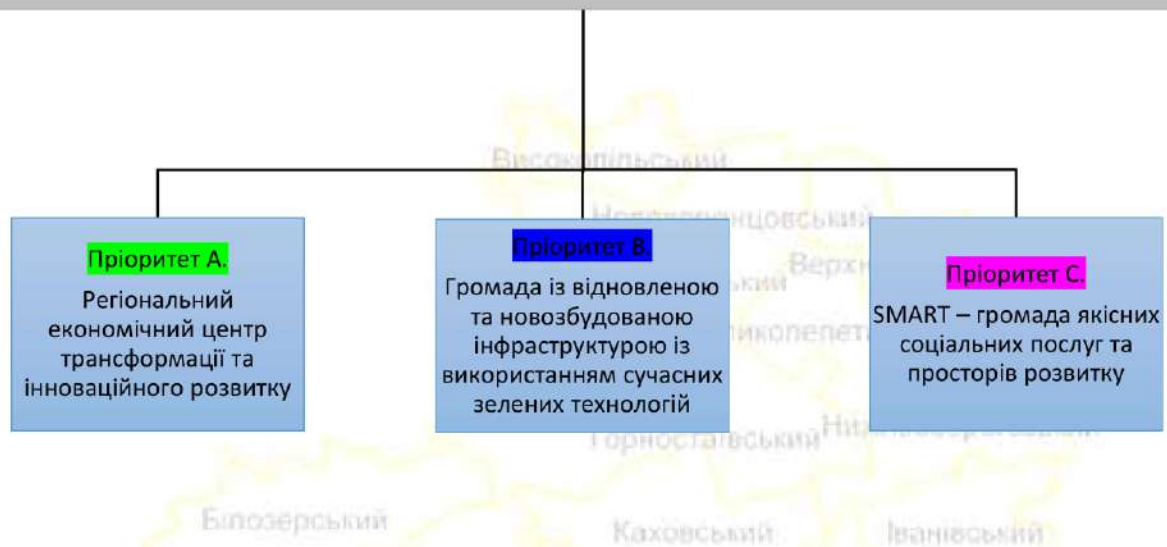 Високопільський
Пріоритет А.
Регіональний
економічний центр
трансформації та
інноваційного розвитку
Пріоритет В.
Громада із відновленою
та новозбудованою
інфраструктурою із
використанням сучасних
зелених технологій
Пріоритет С.
SMART – громада якісних
соціальних послуг та
просторів розвитку
Горностаївський
Білозерський
Каховський
Іванівський